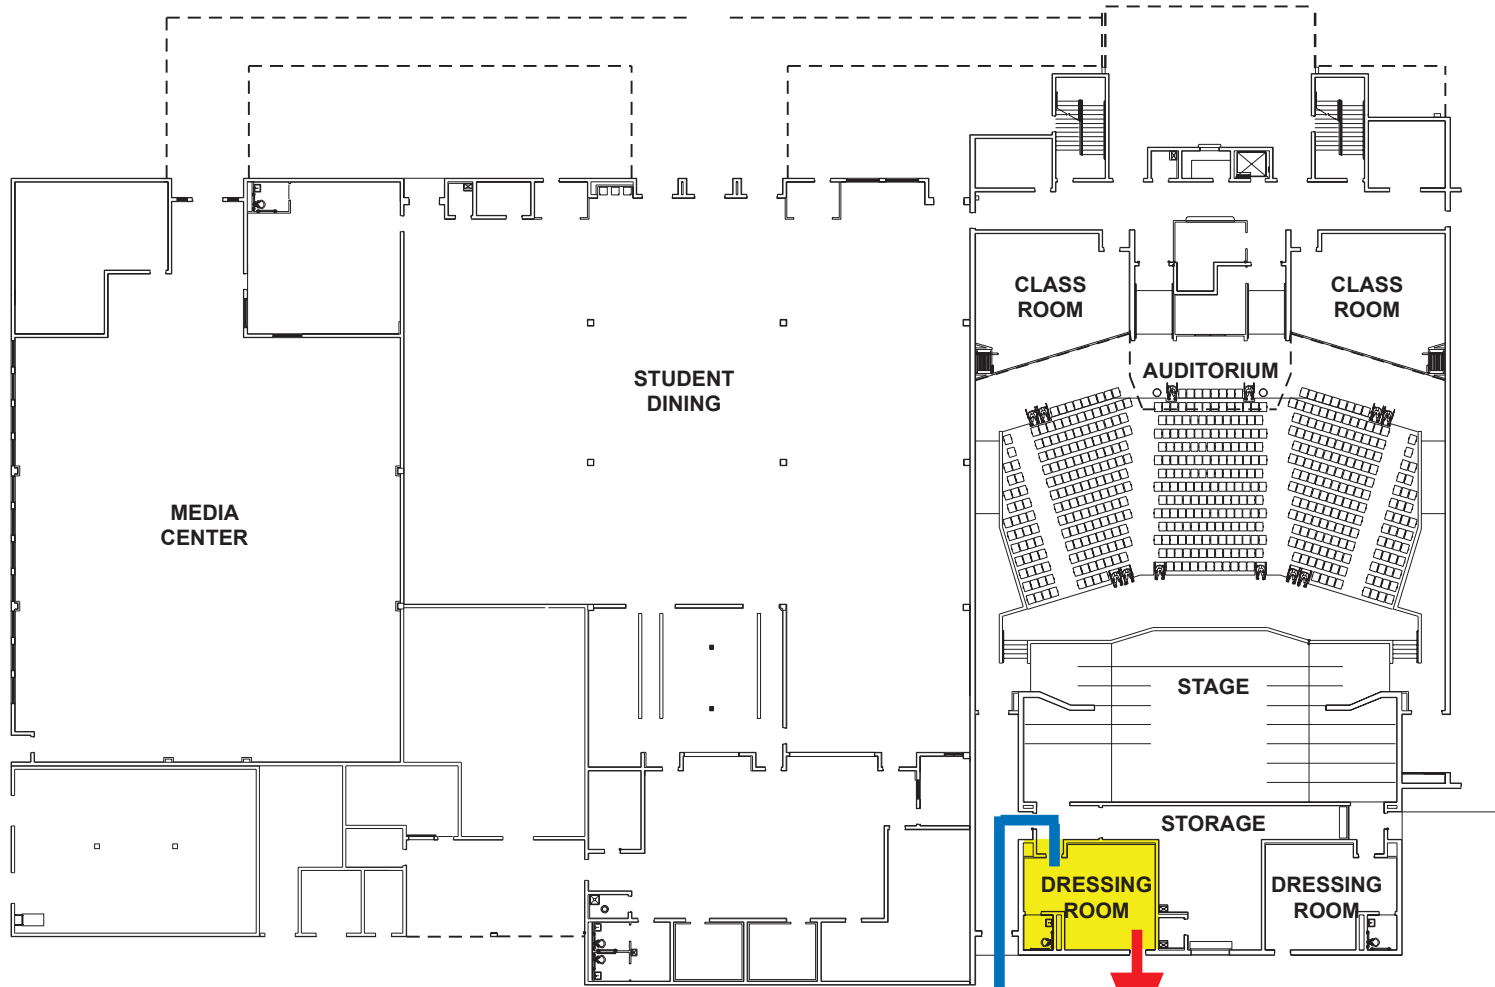 CLASS
ROOM
CLASS
ROOM
STUDENT
DINING
AUDITORIUM
MEDIA
CENTER
STAGE
STORAGE
DRESSING
ROOM
DRESSING
ROOM